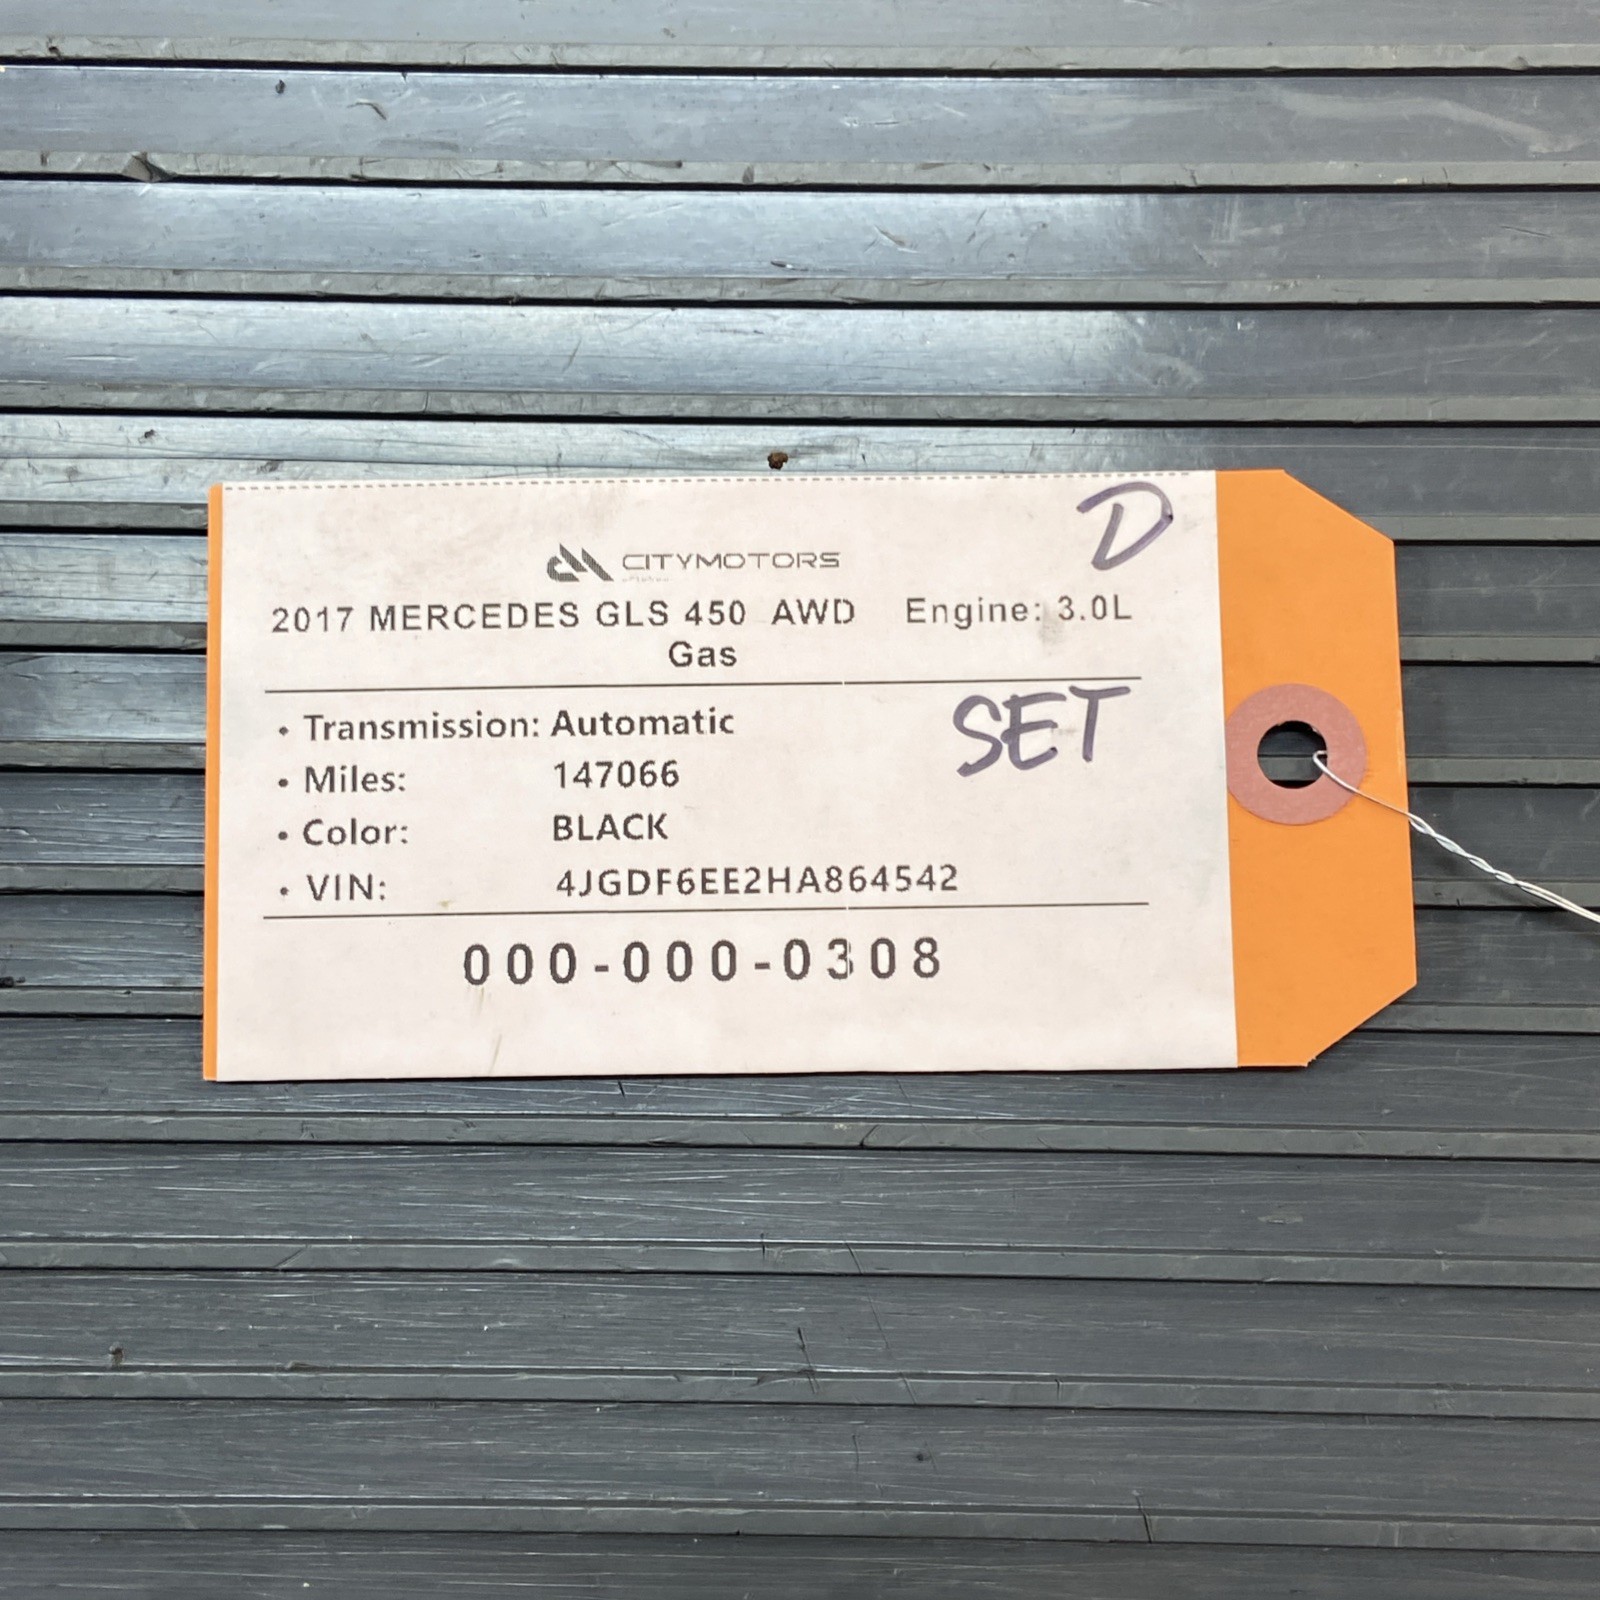 D
CITYMOTORS
2017 MERCEDES GLS 450 AWD Engine: 3.0L
Gas
SET
• Transmission: Automatic
• Miles: 147066
• Color: BLACK
• VIN: 4JGDF6EE2HA864542
000-000-0308